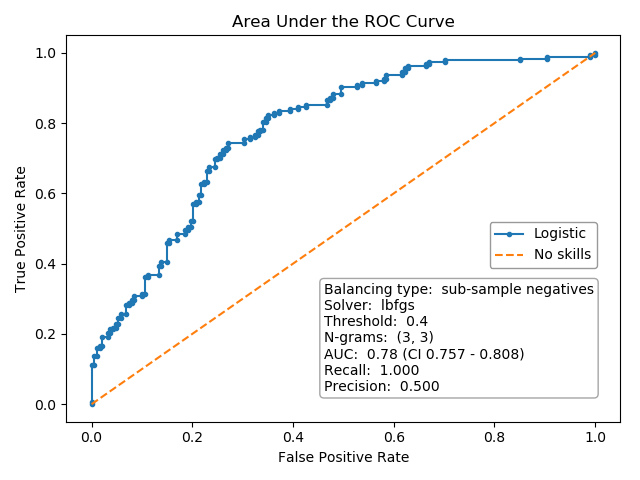 Area Under the ROC Curve
True Positive Rate
1.0
0.8
0.6
0.4
0.2
0.0
Logistic
No skills
Balancing type:  sub-sample negatives
Solver:  lbfgs
Threshold:  0.4
N-grams:  (3, 3)
AUC:  0.78 (CI 0.757 - 0.808)
Recall:  1.000
Precision:  0.500
0.0 0.2 0.4 0.6 0.8 1.0
False Positive Rate